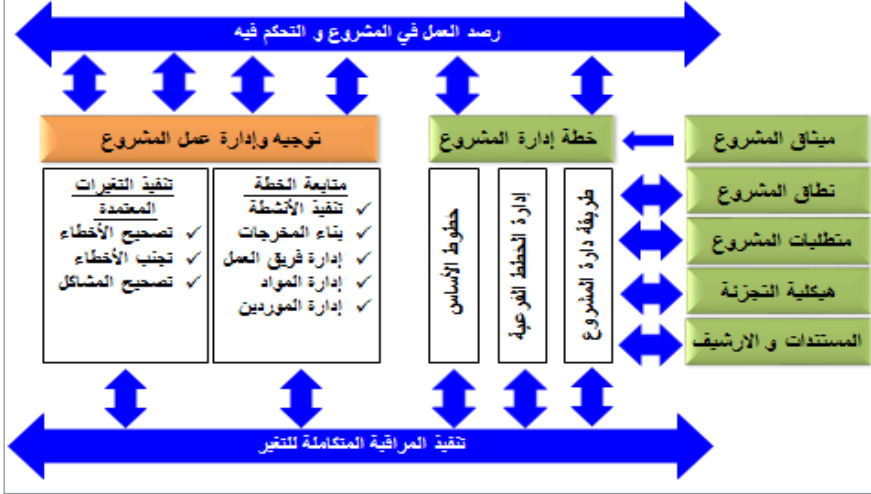 رصد العمل في المشروع و التحكم فيه
ميثاق المشروع
نطاق المشروع
متطلبات المشروع
هيكلية التجزئة
المستندات و الارشيف
خطة إدارة المشروع
طريقة دارة المشروع
إدارة الخطط الفرعية
خطوط الأساس
توجيه وإدارة عمل المشروع
متابعة الخطة
✓ تنفيذ الأنشطة
✓ بناء المخرجات
✓ إدارة فريق العمل
✓ إدارة المواد
✓ إدارة الموردين
تنفيذ التغيرات
المعتمدة
✓ تصحيح الأخطاء
✓ تجنب الأخطاء
✓ تصحيح المشاكل
تنفيذ المراقبة المتكاملة للتغير